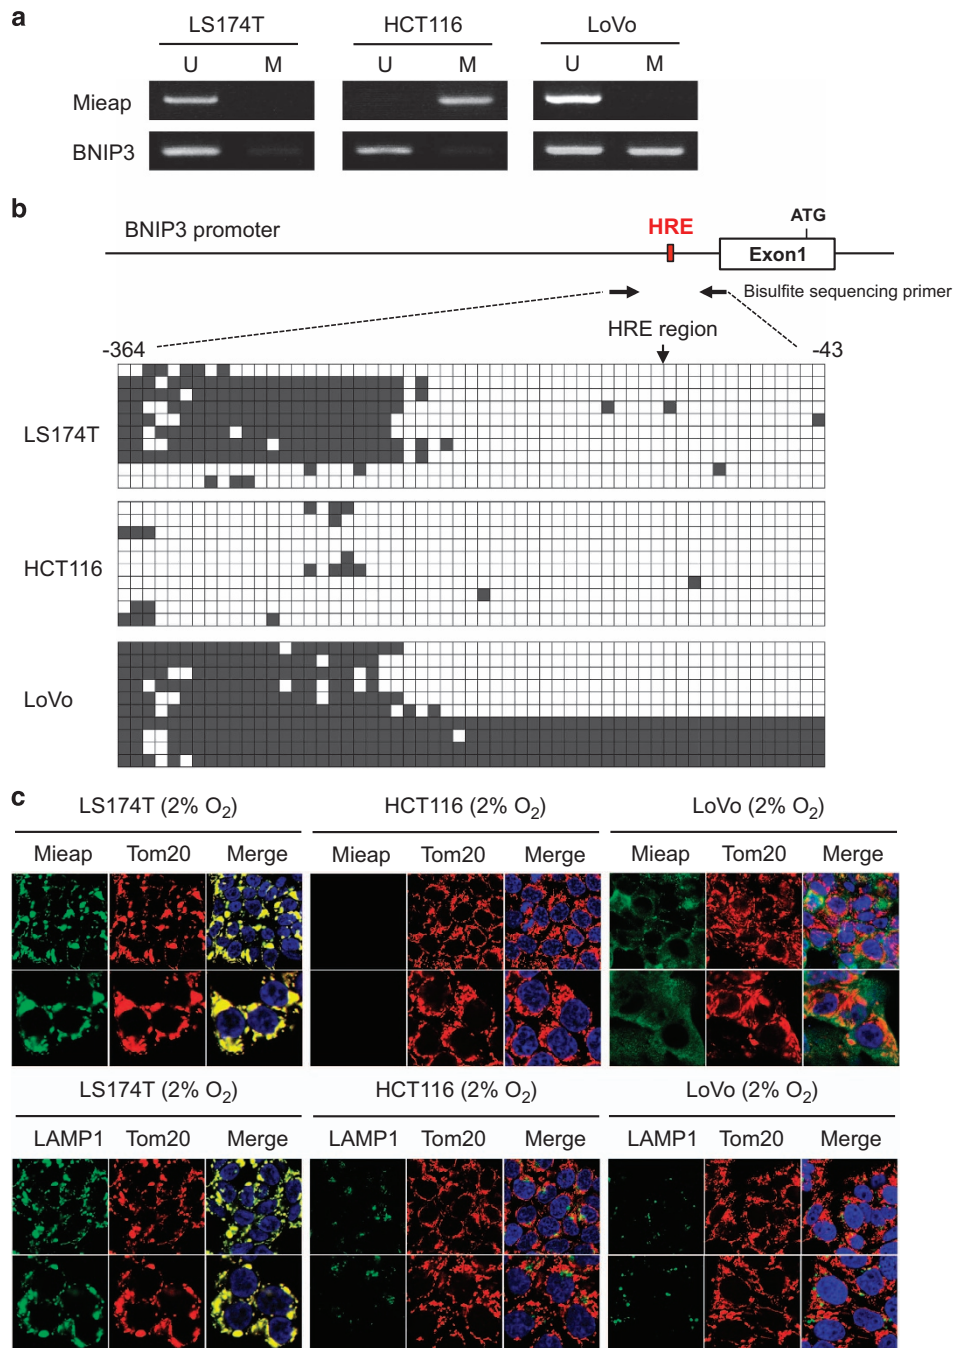 a
LS174T HCT116 LoVo
U M U M U M
Mieap
BNIP3
b
BNIP3 promoter HRE ATG
Exon1
Bisulfite sequencing primer
HRE region
-364 -43
LS174T
HCT116
LoVo
c
LS174T (2% O2) HCT116 (2% O2) LoVo (2% O2)
Mieap Tom20 Merge Mieap Tom20 Merge Mieap Tom20 Merge
LS174T (2% O2) HCT116 (2% O2) LoVo (2% O2)
LAMP1 Tom20 Merge LAMP1 Tom20 Merge LAMP1 Tom20 Merge